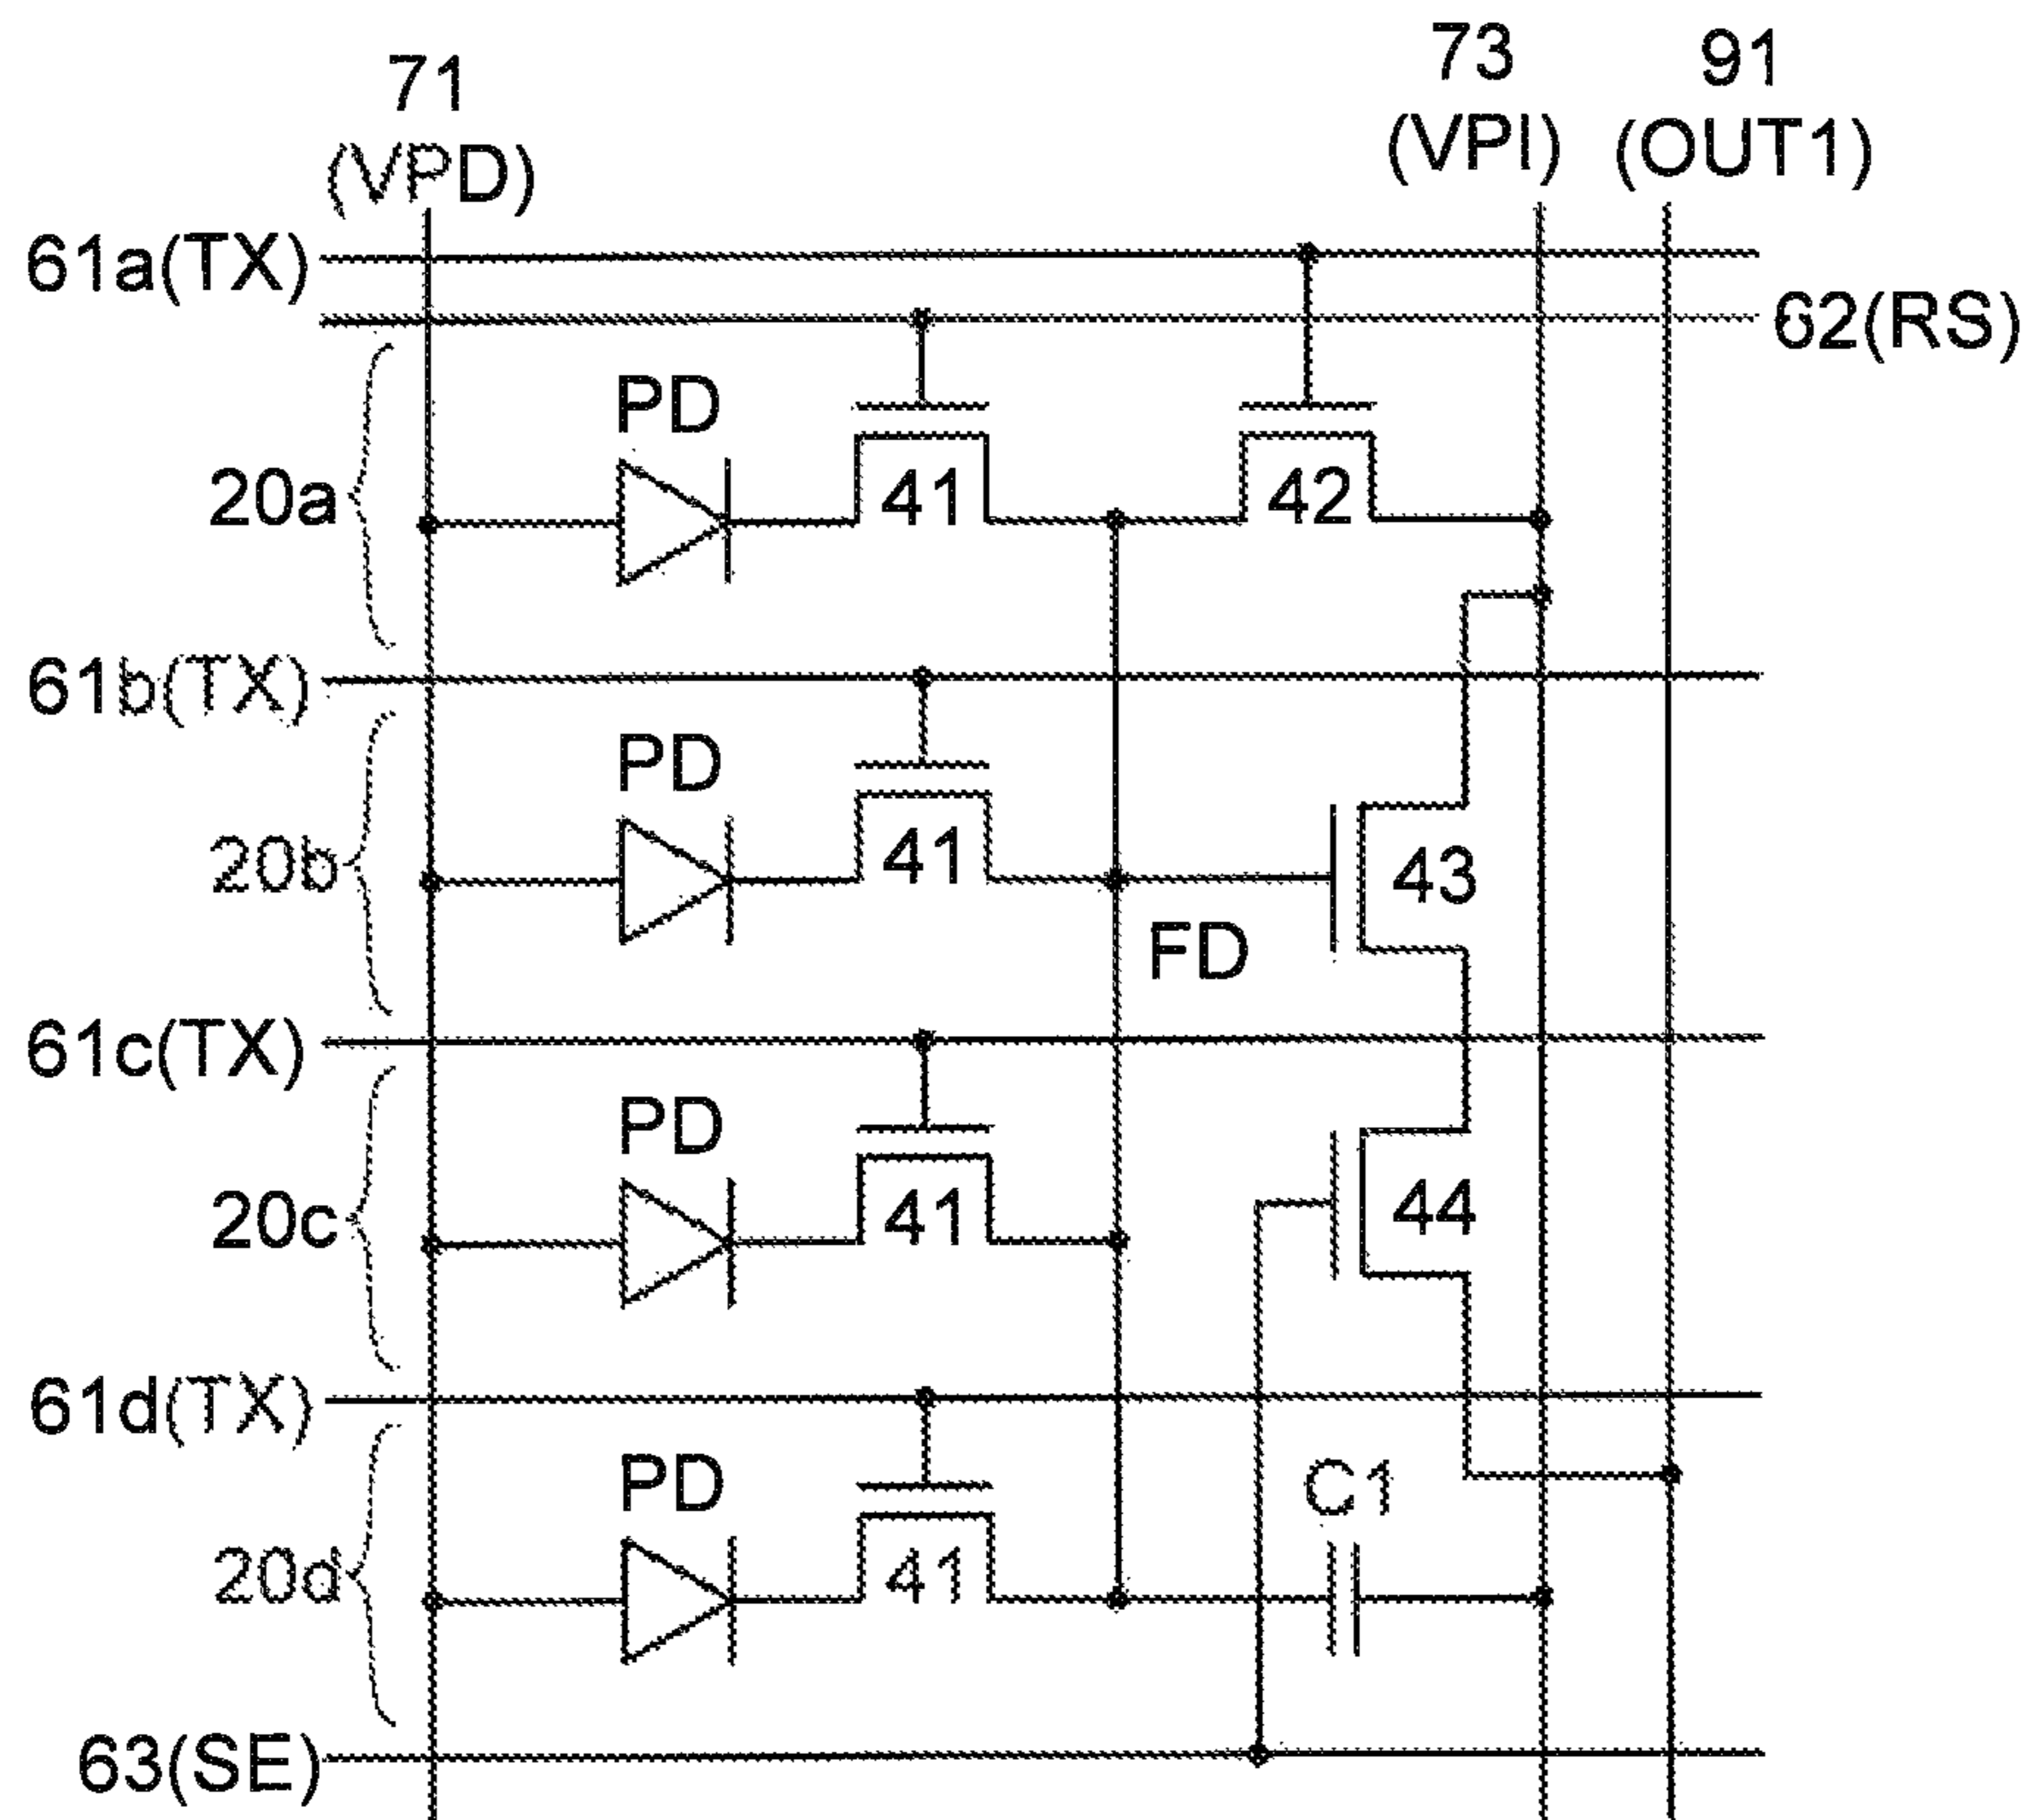 71
(VPD)
73
(VPI)
91
(OUT1)
61a(TX)
62(RS)
20a
PD
41
42
61b(TX)
20b
PD
41
43
FD
61c(TX)
20c
PD
41
44
61d(TX)
20d
PD
41
C1
63(SE)